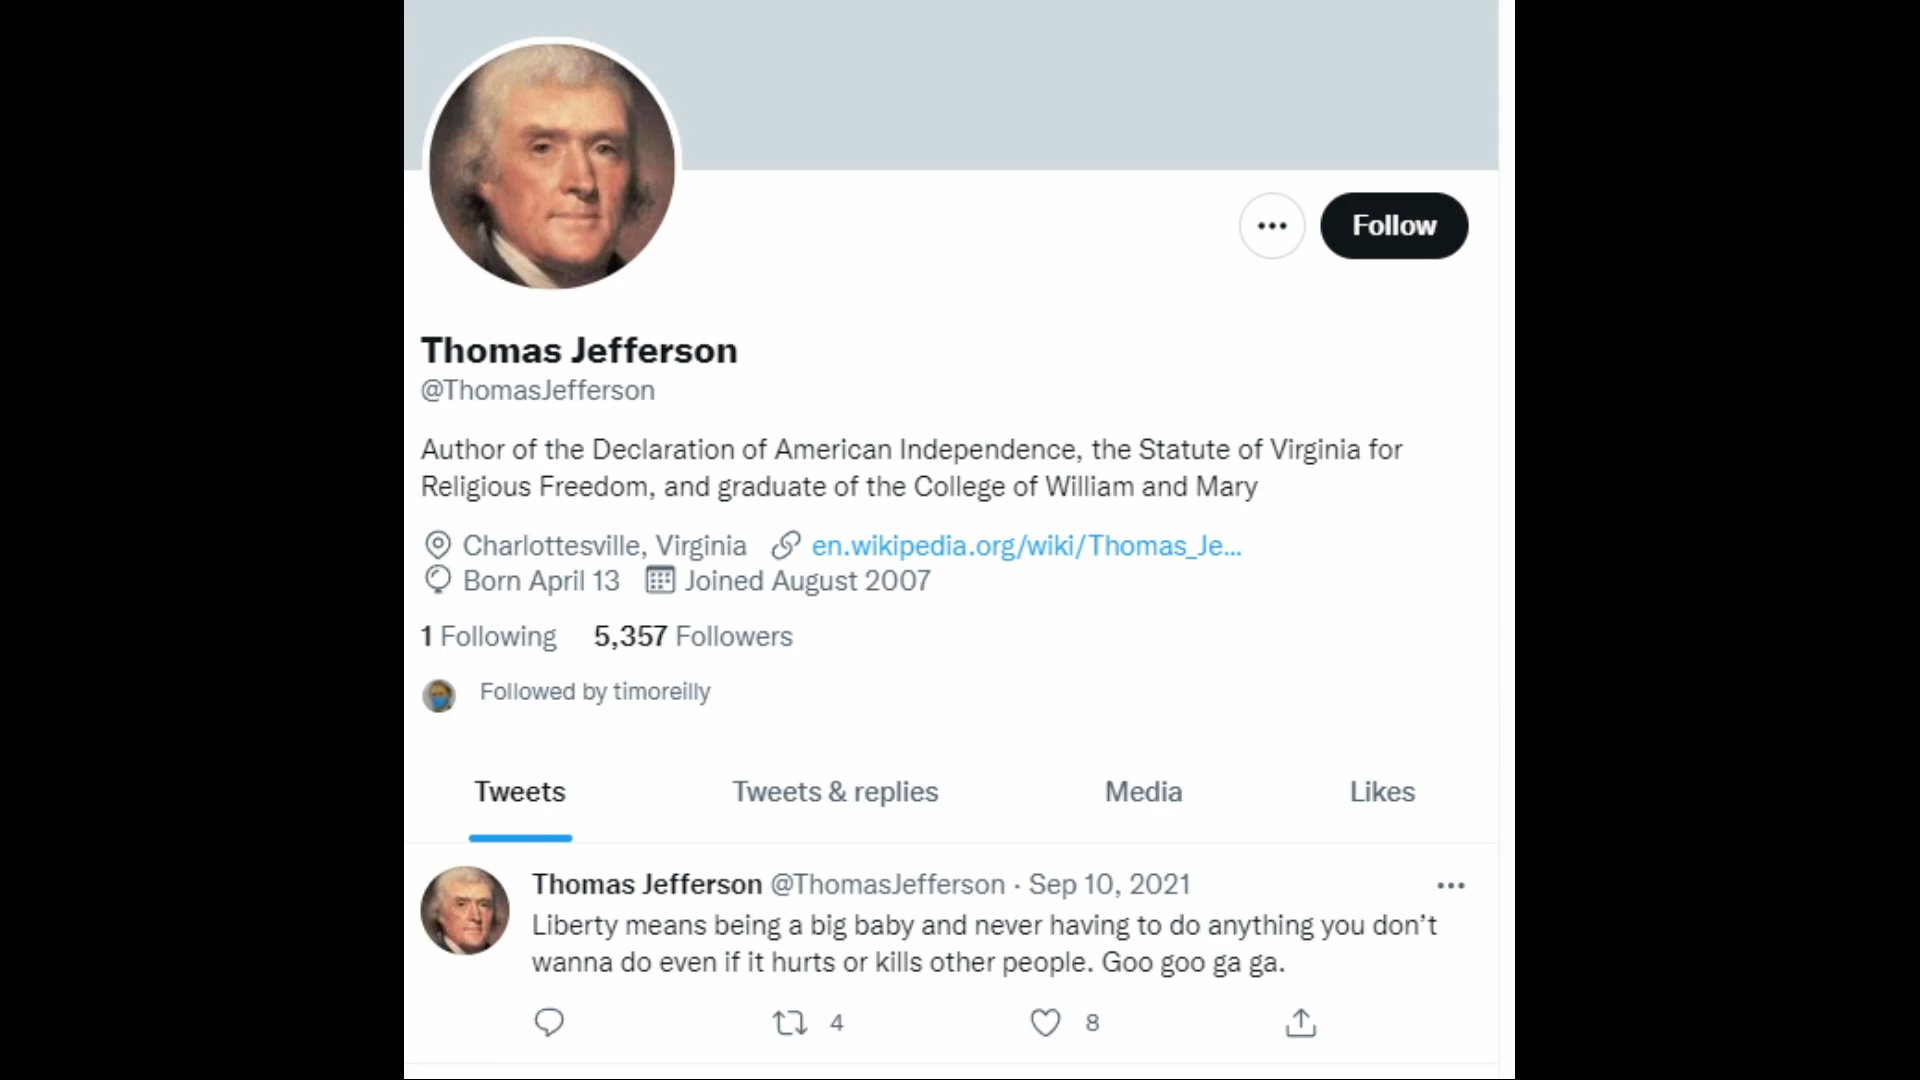 Follow
Thomas Jefferson
@ThomasJefferson
Author of the Declaration of American Independence, the Statute of Virginia for
Religious Freedom, and graduate of the College of William and Mary
Charlottesville, Virginia en.wikipedia.org/wiki/Thomas_Je...
Born April 13 Joined August 2007
1 Following 5,357 Followers
Followed by timoreilly
Tweets Tweets & replies Media Likes
Thomas Jefferson @ThomasJefferson · Sep 10, 2021
Liberty means being a big baby and never having to do anything you don’t
wanna do even if it hurts or kills other people. Goo goo ga ga.
4 8